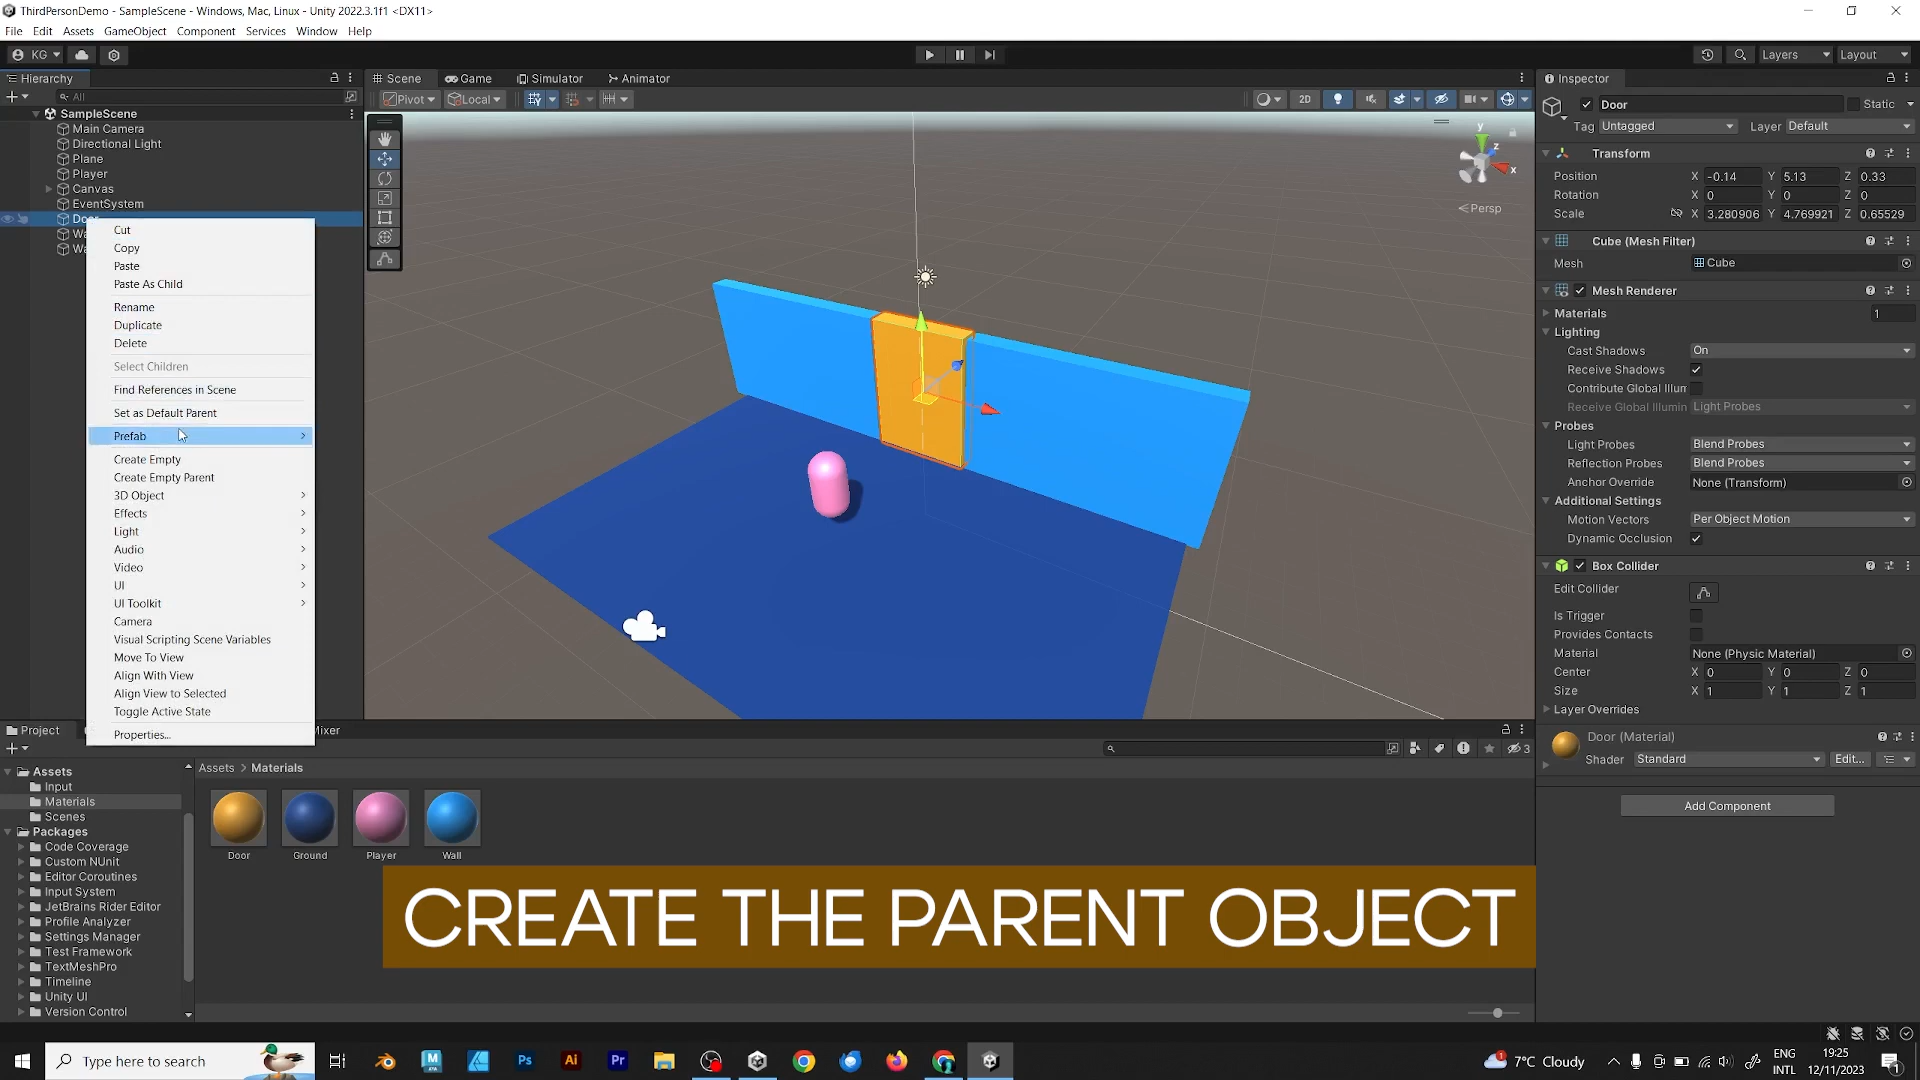 ThirdPersonDemo - SampleScene - Windows, Mac, Linux - Unity 2022.3.1f1 <DX11>
File Edit Assets GameObject Component Services Window Help
KG Layers Layout
Hierarchy
All
SampleScene
Main Camera
Directional Light
Plane
Player
Canvas
EventSystem
Door
Cut
Copy
Paste
Paste As Child
Rename
Duplicate
Delete
Select Children
Find References in Scene
Set as Default Parent
Prefab
Create Empty
Create Empty Parent
3D Object
Effects
Light
Audio
Video
UI
UI Toolkit
Camera
Visual Scripting Scene Variables
Move To View
Align With View
Align View to Selected
Toggle Active State
Properties...
Scene Game Simulator Animator
Pivot Local 2D
y
z
x
Persp
Inspector
Door Static
Tag Untagged Layer Default
Transform
Position X -0.14 Y 5.13 Z 0.33
Rotation X 0 Y 0 Z 0
Scale X 3.280906 Y 4.769921 Z 0.65529
Cube (Mesh Filter)
Mesh Cube
Mesh Renderer
Materials 1
Lighting
Cast Shadows On
Receive Shadows
Contribute Global Illum
Receive Global Illumin Light Probes
Probes
Light Probes Blend Probes
Reflection Probes Blend Probes
Anchor Override None (Transform)
Additional Settings
Motion Vectors Per Object Motion
Dynamic Occlusion
Box Collider
Edit Collider
Is Trigger
Provides Contacts
Material None (Physic Material)
Center X 0 Y 0 Z 0
Size X 1 Y 1 Z 1
Layer Overrides
Door (Material)
Shader Standard Edit...
Add Component
Project Mixer
3
Assets
Input
Materials
Scenes
Packages
Code Coverage
Custom NUnit
Editor Coroutines
Input System
JetBrains Rider Editor
Profile Analyzer
Settings Manager
Test Framework
TextMeshPro
Timeline
Unity UI
Version Control
Assets > Materials
Door Ground Player Wall
CREATE THE PARENT OBJECT
Type here to search
Ps Ai Pr
7°C Cloudy
ENG
INTL
19:25
12/11/2023